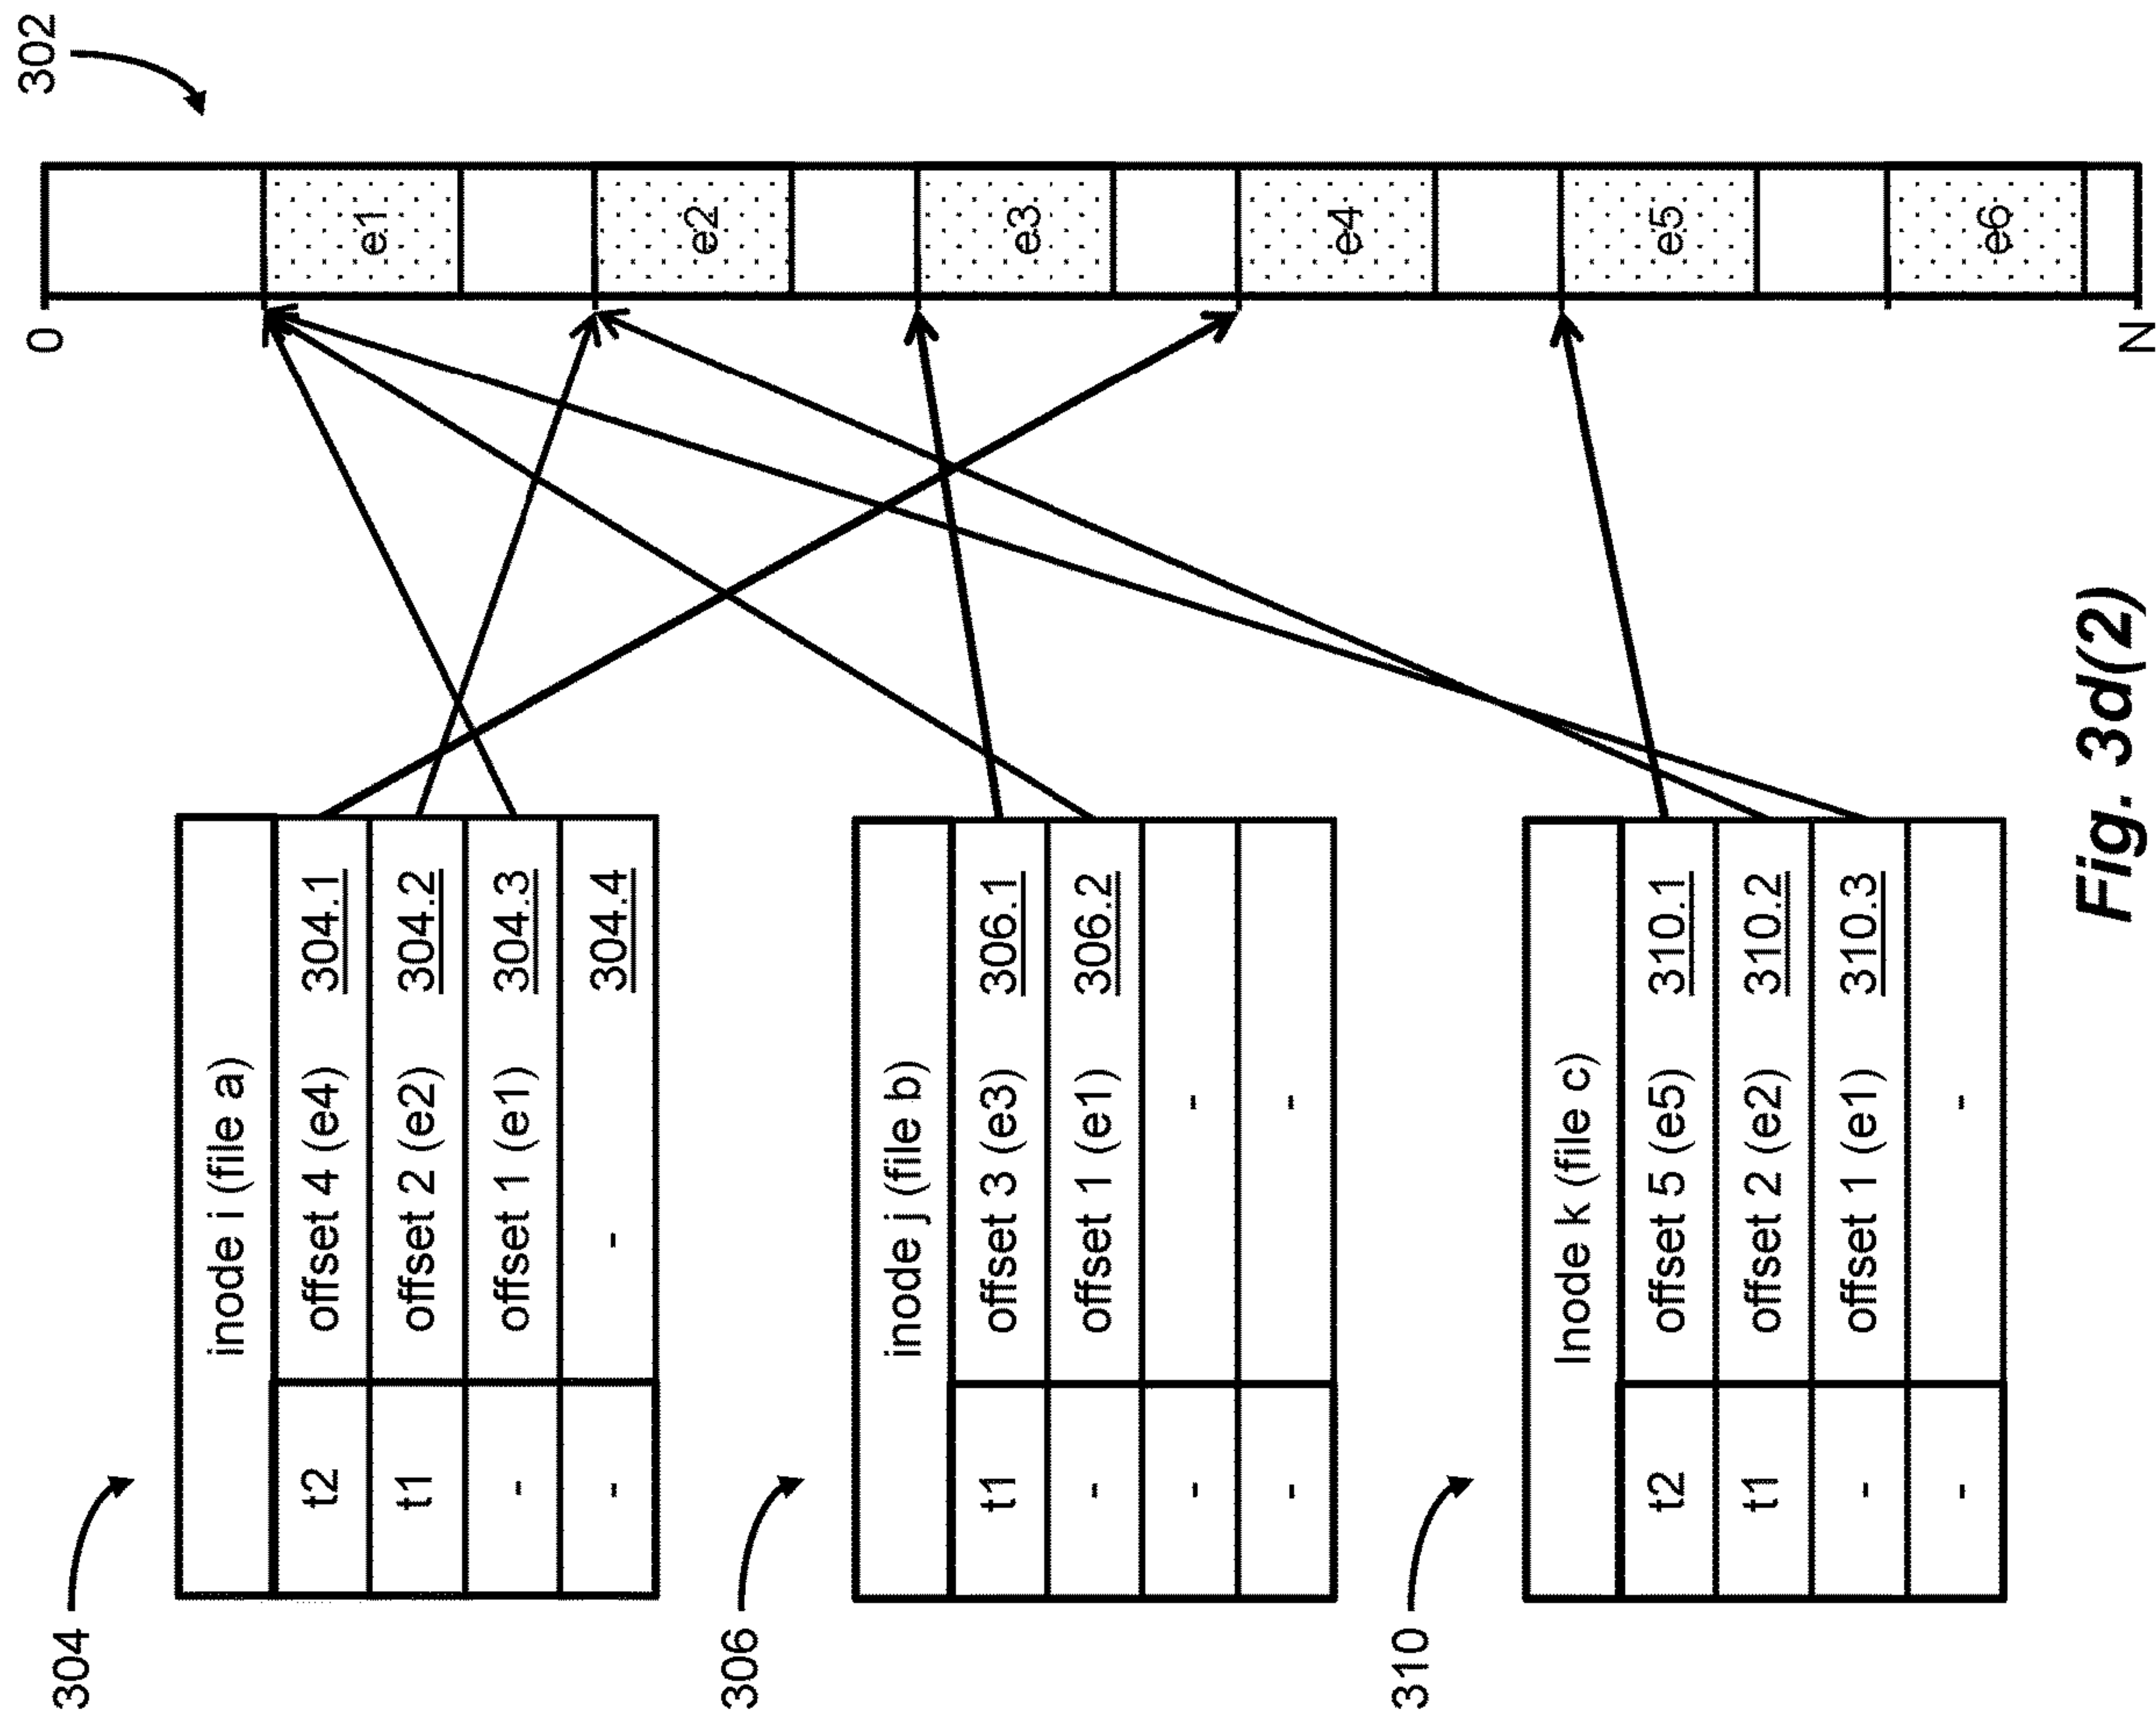 302
0
e1
e2
e3
e4
e5
e6
N
304
inode i (file a)
t2 offset 4 (e4) 304.1
t1 offset 2 (e2) 304.2
- offset 1 (e1) 304.3
- - 304.4
306
inode j (file b)
t1 offset 3 (e3) 306.1
- offset 1 (e1) 306.2
- -
- -
310
Inode k (file c)
t2 offset 5 (e5) 310.1
t1 offset 2 (e2) 310.2
- offset 1 (e1) 310.3
- -
Fig. 3d(2)